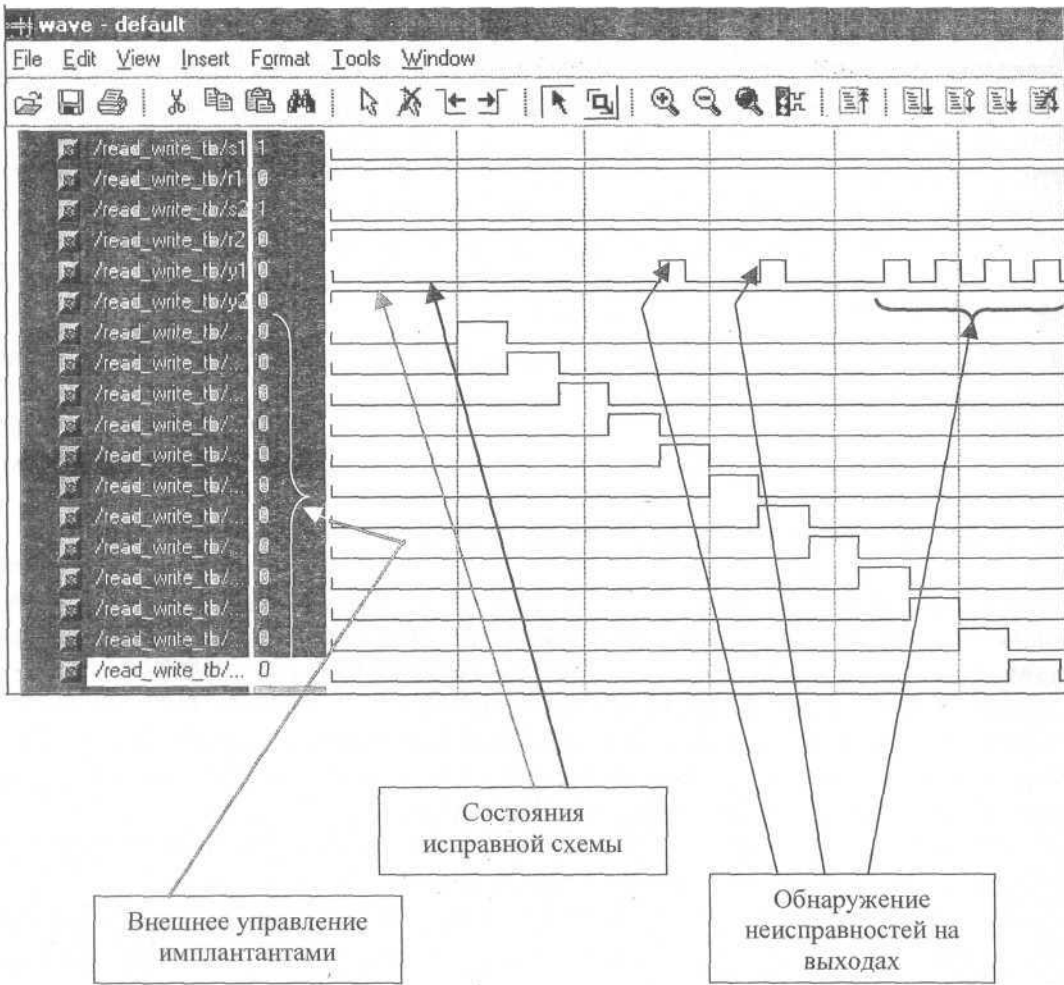 wave - default
File Edit View Insert Format Tools Window
/read_write_tb/s1 1
/read_write_tb/r1 0
/read_write_tb/s2 1
/read_write_tb/r2 0
/read_write_tb/y1 0
/read_write_tb/y2 0
/read_write_tb/... 0
/read_write_tb/... 0
/read_write_tb/... 0
/read_write_tb/... 0
/read_write_tb/... 0
/read_write_tb/... 0
/read_write_tb/... 0
/read_write_tb/... 0
/read_write_tb/... 0
/read_write_tb/... 0
/read_write_tb/... 0
/read_write_tb/... 0
Состояния
исправной схемы
Внешнее управление
имплантантами
Обнаружение
неисправностей на
выходах